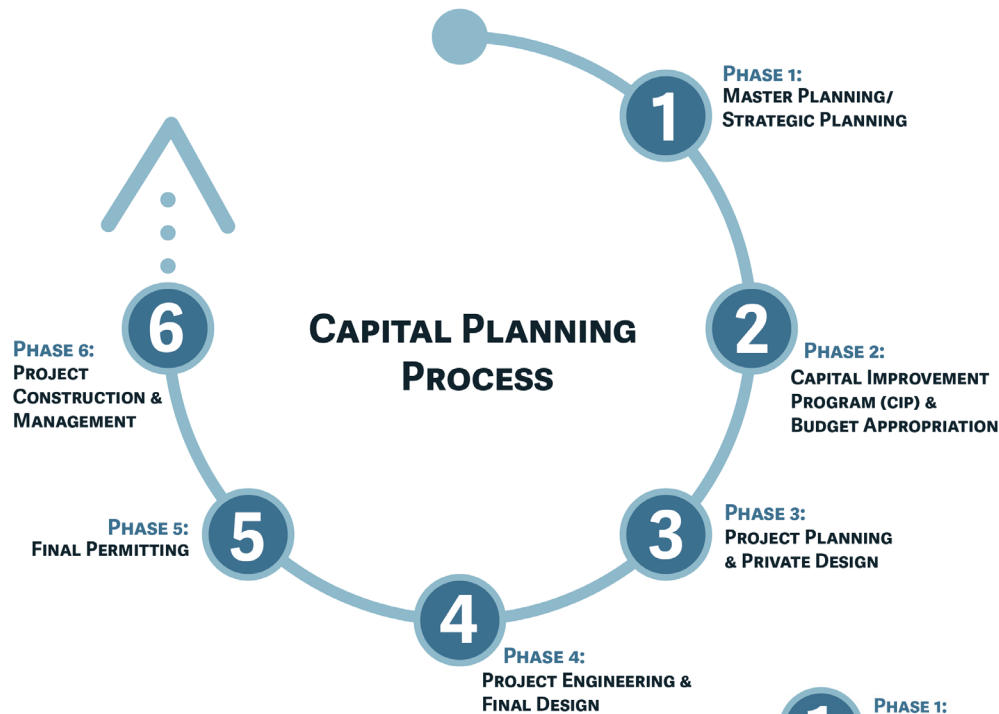 Capital Planning
Process
1
Phase 1:
Master Planning/
Strategic Planning
2
Phase 2:
Capital Improvement
Program (CIP) &
Budget Appropriation
3
Phase 3:
Project Planning
& Private Design
4
Phase 4:
Project Engineering &
Final Design
5
Phase 5:
Final Permitting
6
Phase 6:
Project
Construction &
Management
1
Phase 1: